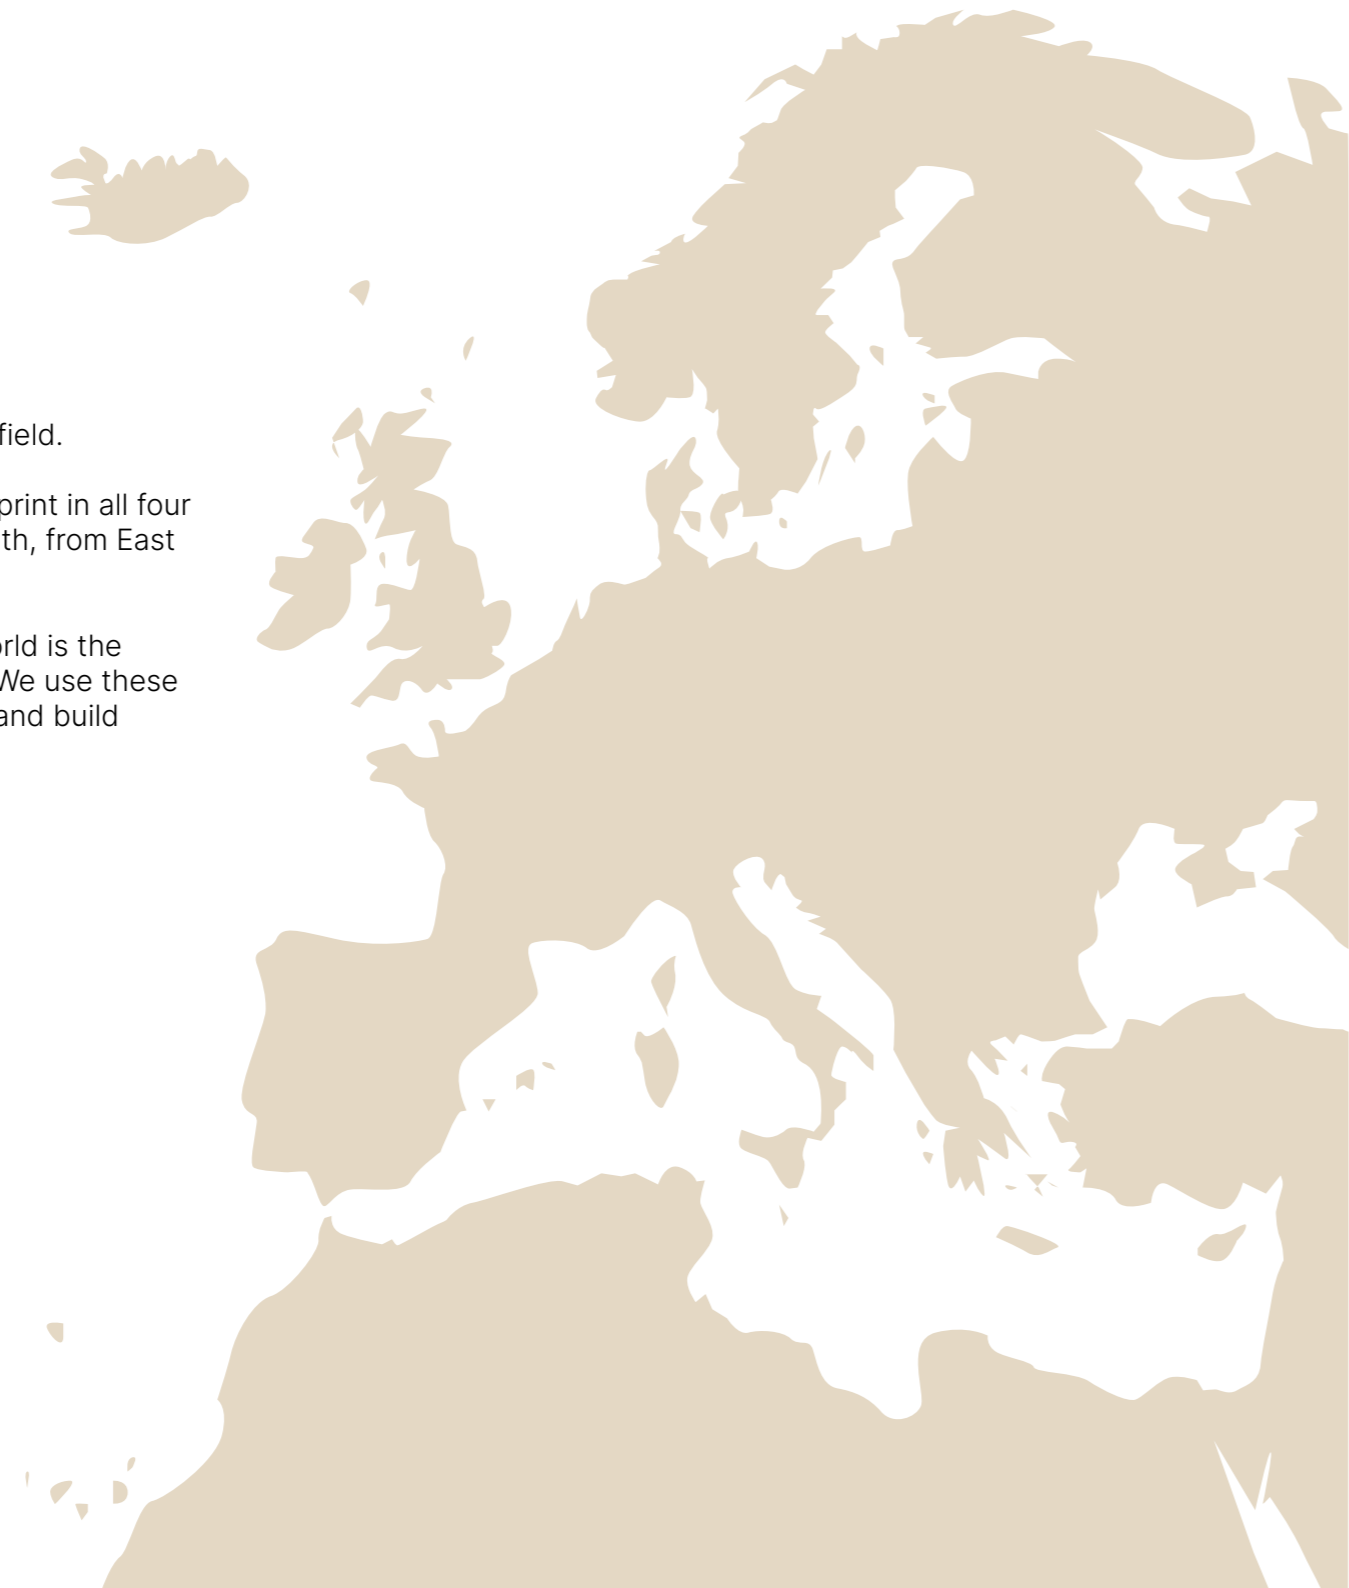 field.
print in all four
th, from East
rld is the
We use these
and build